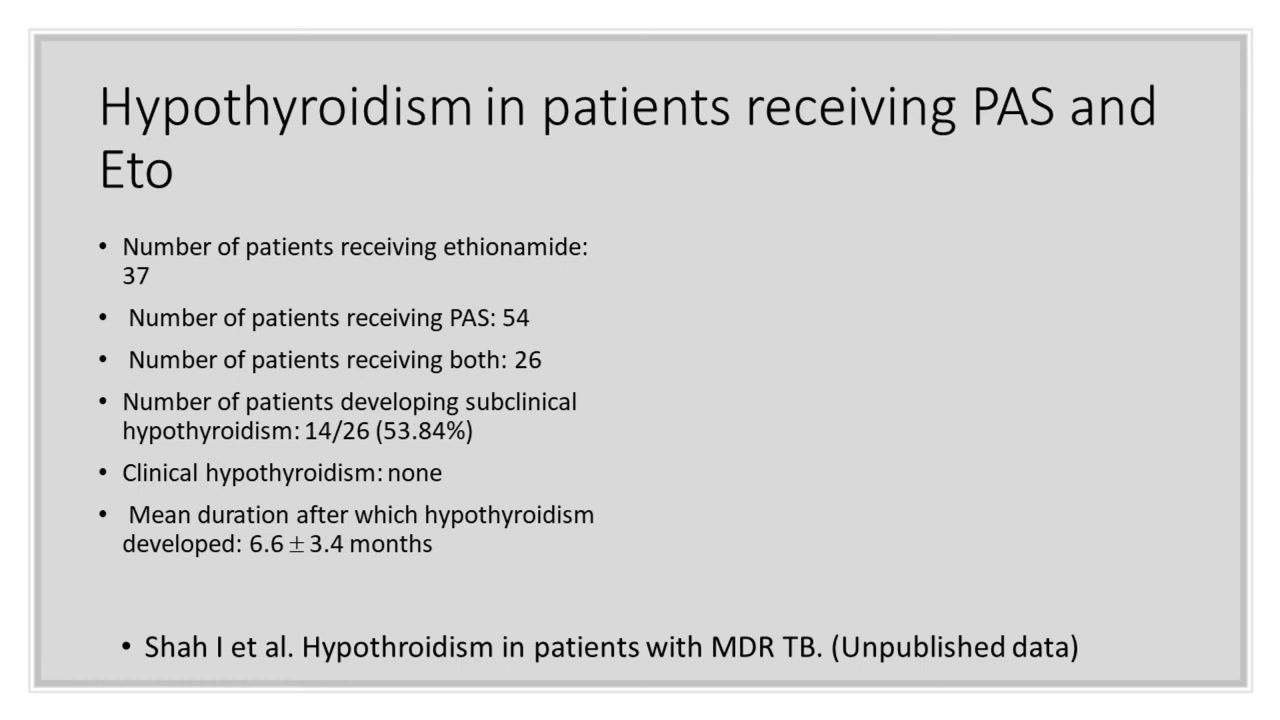 Hypothyroidism in patients receiving PAS and
Eto
• Number of patients receiving ethionamide:
37
• Number of patients receiving PAS: 54
• Number of patients receiving both: 26
• Number of patients developing subclinical
hypothyroidism: 14/26 (53.84%)
• Clinical hypothyroidism: none
• Mean duration after which hypothyroidism
developed: 6.6 ± 3.4 months
• Shah I et al. Hypothroidism in patients with MDR TB. (Unpublished data)